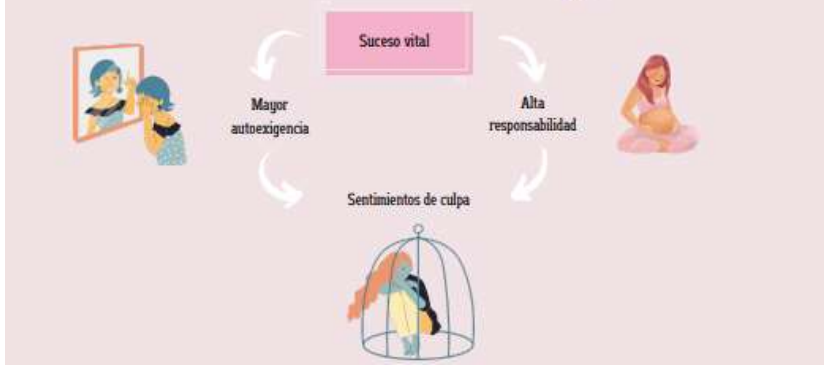 Suceso vital
Mayor
autoexigencia
Alta
responsabilidad
Sentimientos de culpa